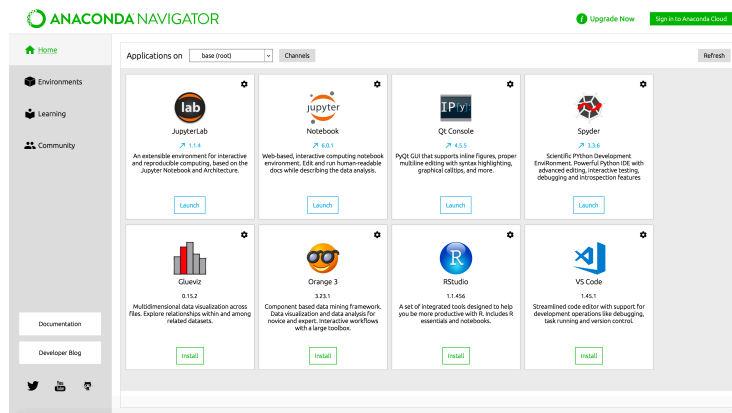 ANACONDA NAVIGATOR
Upgrade Now
Sign in to Anaconda Cloud
Home
Environments
Learning
Community
Documentation
Developer Blog
You
Tube
Applications on
base (root)
Channels
Refresh
lab
JupyterLab
1.1.4
An extensible environment for interactive
and reproducible computing, based on the
Jupyter Notebook and Architecture.
Launch
jupyter
Notebook
6.0.1
Web-based, interactive computing notebook
environment. Edit and run human-readable
docs while describing the data analysis.
Launch
IP[y]:
Qt Console
4.5.5
PyQt GUI that supports inline figures, proper
multiline editing with syntax highlighting,
graphical calltips, and more.
Launch
Spyder
3.3.6
Scientific PYthon Development
EnviRonment. Powerful Python IDE with
advanced editing, interactive testing,
debugging and introspection features
Launch
Glueviz
0.15.2
Multidimensional data visualization across
files. Explore relationships within and among
related datasets.
Install
Orange 3
3.23.1
Component based data mining framework.
Data visualization and data analysis for
novice and expert. Interactive workflows
with a large toolbox.
Install
R
RStudio
1.1.456
A set of integrated tools designed to help
you be more productive with R. Includes R
essentials and notebooks.
Install
VS Code
1.45.1
Streamlined code editor with support for
development operations like debugging,
task running and version control.
Install